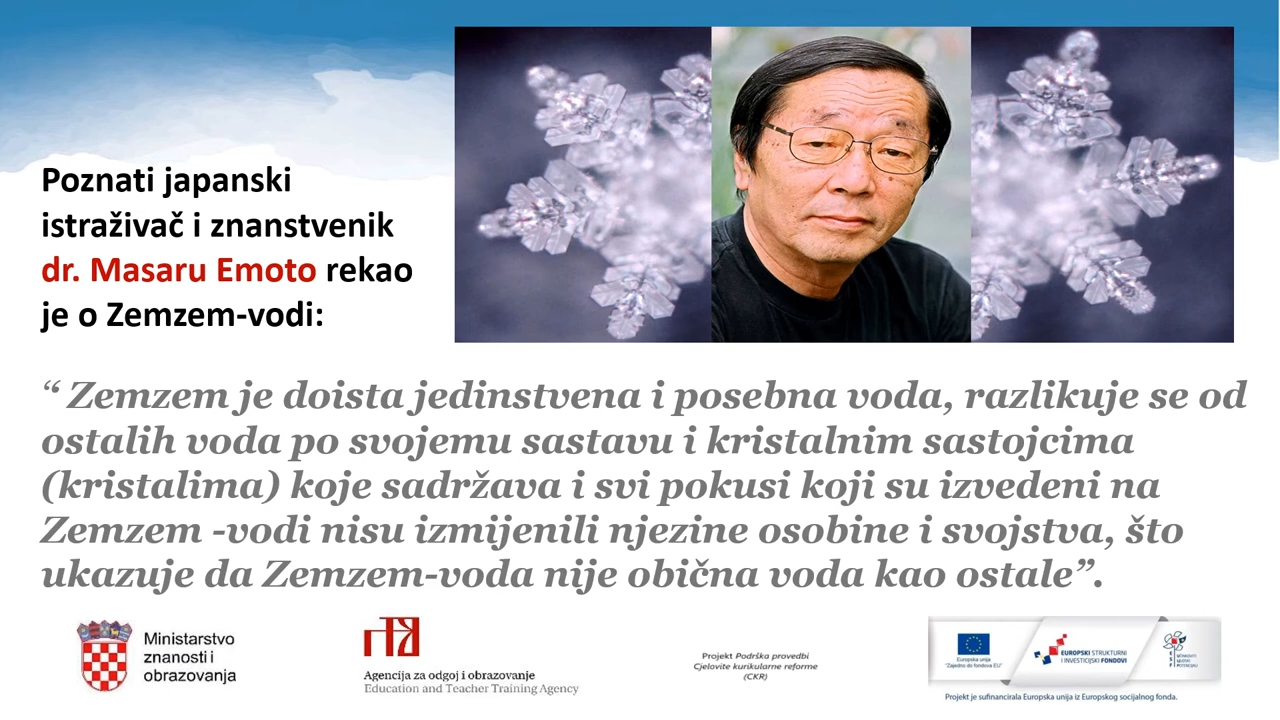 Poznati japanski
istraživač i znanstvenik
dr. Masaru Emoto rekao
je o Zemzem-vodi:
“ Zemzem je doista jedinstvena i posebna voda, razlikuje se od
ostalih voda po svojemu sastavu i kristalnim sastojcima
(kristalima) koje sadržava i svi pokusi koji su izvedeni na
Zemzem -vodi nisu izmijenili njezine osobine i svojstva, što
ukazuje da Zemzem-voda nije obična voda kao ostale”.
Ministarstvo
znanosti i
obrazovanja
Agencija za odgoj i obrazovanje
Education and Teacher Training Agency
Projekt Podrška provedbi
Cjelovite kurikularne reforme
(CKR)
Europska unija
"Zajedno do fondova EU"
EUROPSKI STRUKTURNI
I INVESTICIJSKI FONDOVI
ESF
UČINKOVITI
LJUDSKI
POTENCIJALI
Projekt je sufinancirala Europska unija iz Europskog socijalnog fonda.